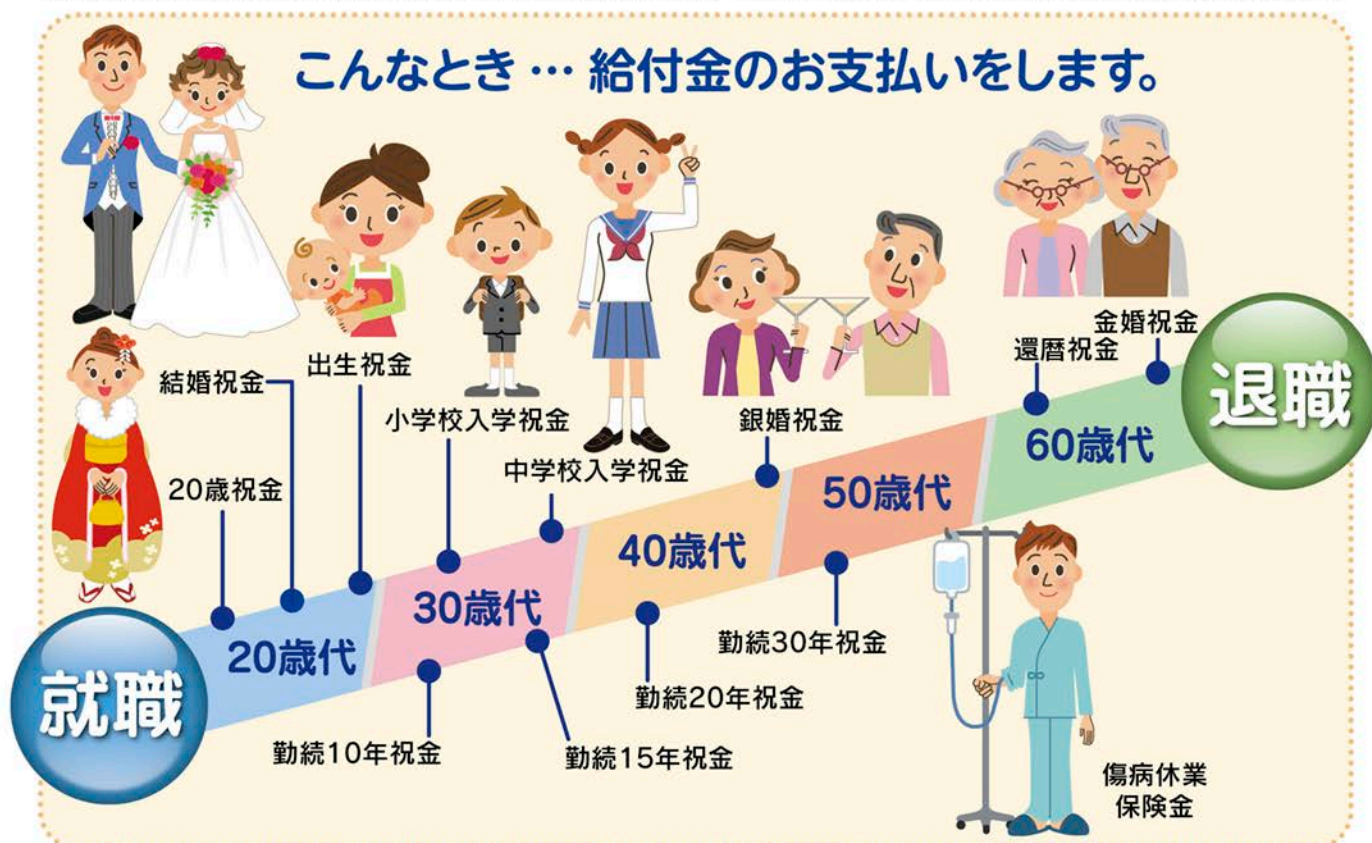 こんなとき … 給付金のお支払いをします。
結婚祝金
出生祝金
小学校入学祝金
中学校入学祝金
20歳祝金
銀婚祝金
還暦祝金
金婚祝金
退職
60歳代
50歳代
40歳代
30歳代
20歳代
就職
勤続10年祝金
勤続15年祝金
勤続20年祝金
勤続30年祝金
傷病休業
保険金